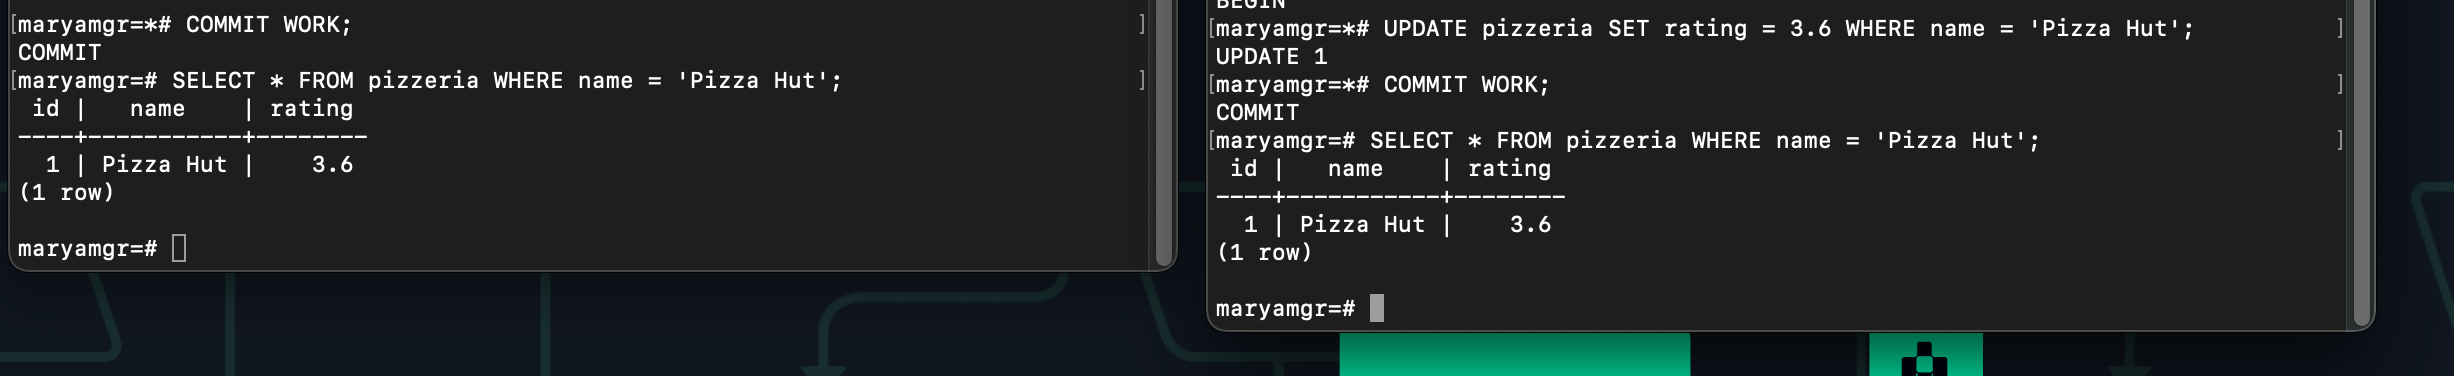 [maryamgr=*# COMMIT WORK; ]
COMMIT
[maryamgr=# SELECT * FROM pizzeria WHERE name = 'Pizza Hut'; ]
 id |   name    | rating
----+-----------+--------
  1 | Pizza Hut |    3.6
(1 row)
maryamgr=#
BEGIN
[maryamgr=*# UPDATE pizzeria SET rating = 3.6 WHERE name = 'Pizza Hut'; ]
UPDATE 1
[maryamgr=*# COMMIT WORK; ]
COMMIT
[maryamgr=# SELECT * FROM pizzeria WHERE name = 'Pizza Hut'; ]
 id |   name    | rating
----+-----------+--------
  1 | Pizza Hut |    3.6
(1 row)
maryamgr=#